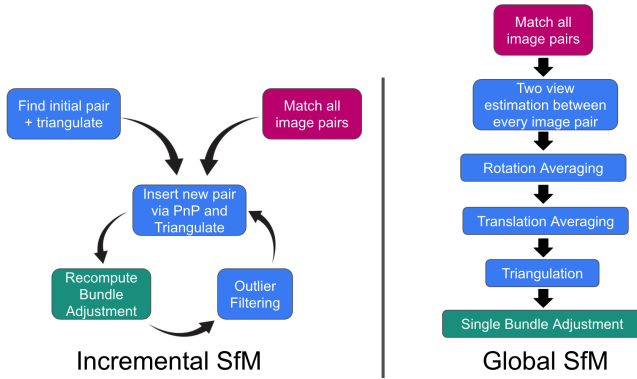 Find initial pair
+ triangulate
Match all
image pairs
Insert new pair
via PnP and
Triangulate
Recompute
Bundle
Adjustment
Outlier
Filtering
Incremental SfM
Match all
image pairs
Two view
estimation between
every image pair
Rotation Averaging
Translation Averaging
Triangulation
Single Bundle Adjustment
Global SfM